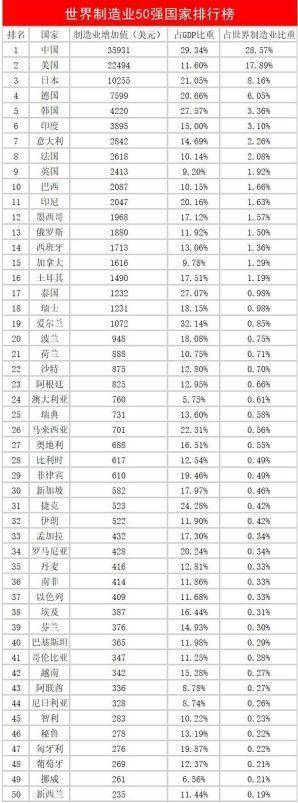 世界制造业50强国家排行榜
排名 国家 制造业增加值（美元） 占GDP比重 占世界制造业比重
1 中国 35931 29.34% 28.57%
2 美国 22494 11.60% 17.89%
3 日本 10255 21.05% 8.16%
4 德国 7599 20.66% 6.05%
5 韩国 4220 27.57% 3.36%
6 印度 3895 15.00% 3.10%
7 意大利 2842 14.69% 2.26%
8 法国 2618 10.14% 2.08%
9 英国 2413 9.20% 1.92%
10 巴西 2087 10.15% 1.66%
11 印尼 2047 20.16% 1.63%
12 墨西哥 1968 17.12% 1.57%
13 俄罗斯 1880 11.92% 1.50%
14 西班牙 1713 13.06% 1.36%
15 加拿大 1616 9.78% 1.29%
16 土耳其 1490 17.51% 1.19%
17 泰国 1232 27.07% 0.98%
18 瑞士 1231 18.15% 0.98%
19 爱尔兰 1072 32.14% 0.85%
20 波兰 948 18.08% 0.75%
21 荷兰 888 10.75% 0.71%
22 沙特 875 12.80% 0.70%
23 阿根廷 825 12.95% 0.66%
24 澳大利亚 760 5.75% 0.61%
25 瑞典 731 13.60% 0.58%
26 马来西亚 701 22.31% 0.56%
27 奥地利 688 16.51% 0.55%
28 比利时 617 12.54% 0.49%
29 菲律宾 610 19.46% 0.49%
30 新加坡 582 17.97% 0.46%
31 捷克 523 24.28% 0.42%
32 伊朗 522 11.90% 0.42%
33 孟加拉 432 17.30% 0.34%
34 罗马尼亚 428 20.24% 0.34%
35 丹麦 416 12.81% 0.33%
36 南非 414 11.86% 0.33%
37 以色列 409 11.68% 0.33%
38 埃及 387 16.44% 0.31%
39 芬兰 376 14.93% 0.30%
40 巴基斯坦 365 11.98% 0.29%
41 哥伦比亚 347 11.25% 0.28%
42 越南 342 15.28% 0.27%
43 阿联酋 336 8.78% 0.27%
44 尼日利亚 328 8.74% 0.26%
45 智利 283 10.22% 0.23%
46 秘鲁 278 13.19% 0.22%
47 匈牙利 276 19.87% 0.22%
48 葡萄牙 269 12.37% 0.21%
49 挪威 261 6.56% 0.21%
50 新西兰 235 11.44% 0.19%